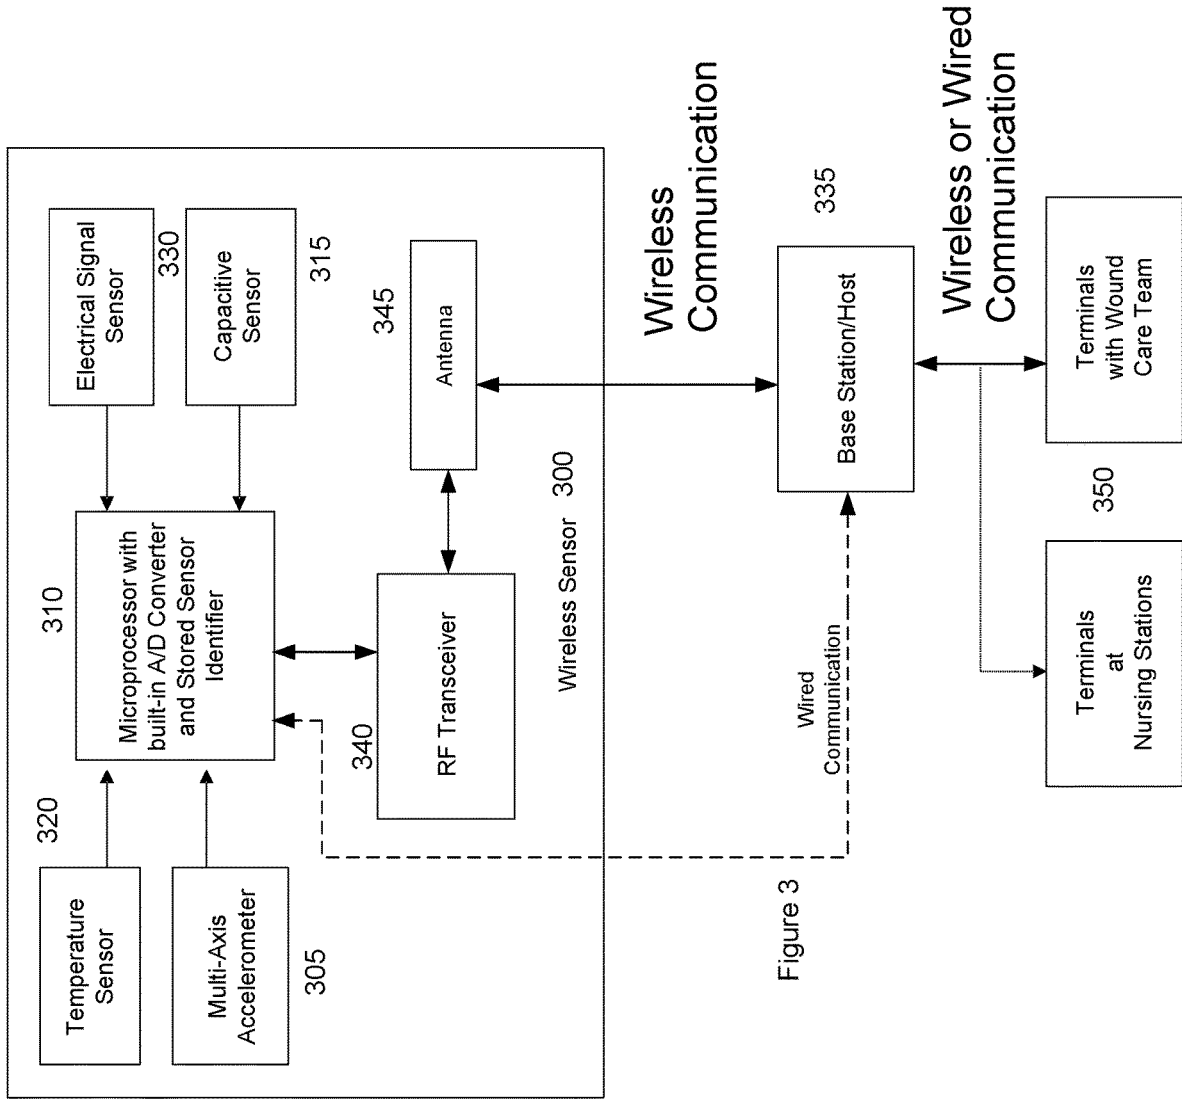 Temperature
Sensor
320
Multi-Axis
Accelerometer
305
310
Microprocessor with
built-in A/D Converter
and Stored Sensor
Identifier
Electrical Signal
Sensor
330
Capacitive
Sensor
315
340
RF Transceiver
345
Antenna
Wireless Sensor 300
Wireless
Communication
Figure 3
Wired
Communication
335
Base Station/Host
Wireless or Wired
Communication
Terminals
at
Nursing Stations
350
Terminals
with Wound
Care Team